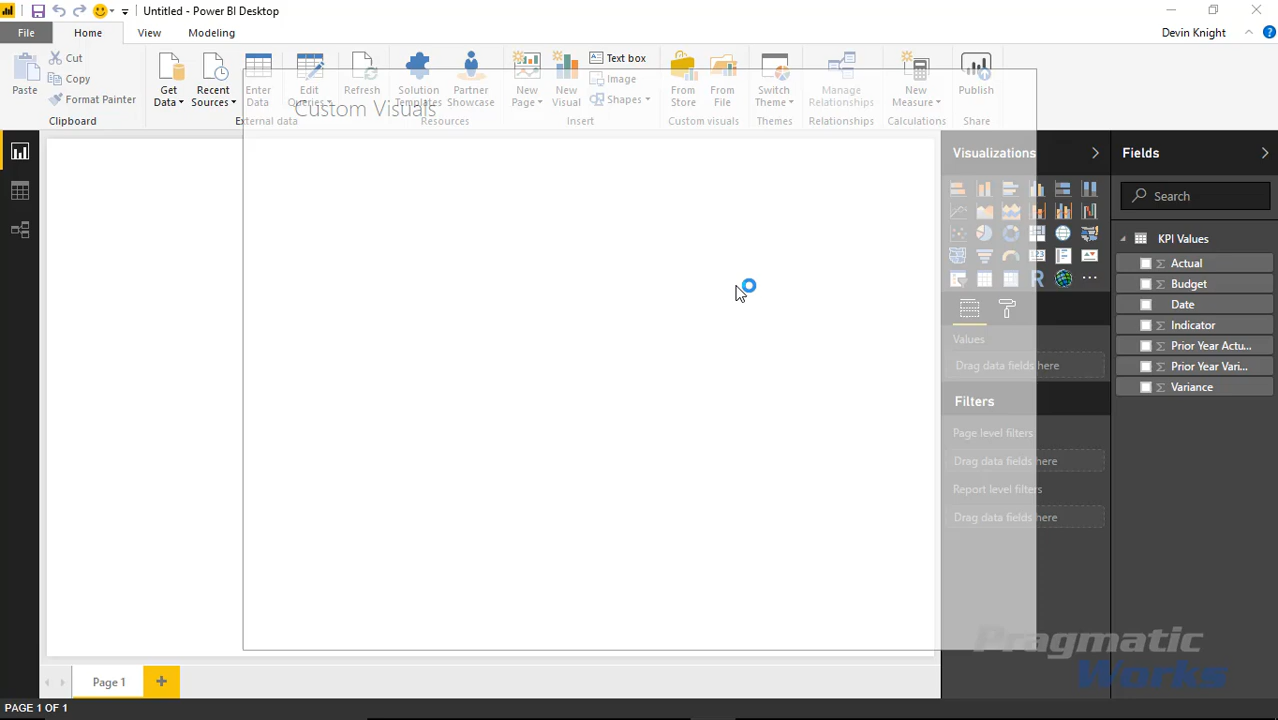 Untitled - Power BI Desktop
File Home View Modeling Devin Knight
Paste Cut Copy Format Painter Clipboard
Get Data Recent Sources Enter Data Edit Queries Refresh External data
Solution Templates Partner Showcase Resources
New Page New Visual Text box Image Shapes Insert
From Store From File Custom visuals
Switch Theme Themes
Manage Relationships Relationships
New Measure Calculations
Publish Share
Custom Visuals
Visualizations
Values
Drag data fields here
Filters
Page level filters
Drag data fields here
Report level filters
Drag data fields here
Fields
Search
KPI Values
Actual
Budget
Date
Indicator
Prior Year Actu...
Prior Year Vari...
Variance
Pragmatic
Works
Page 1
PAGE 1 OF 1